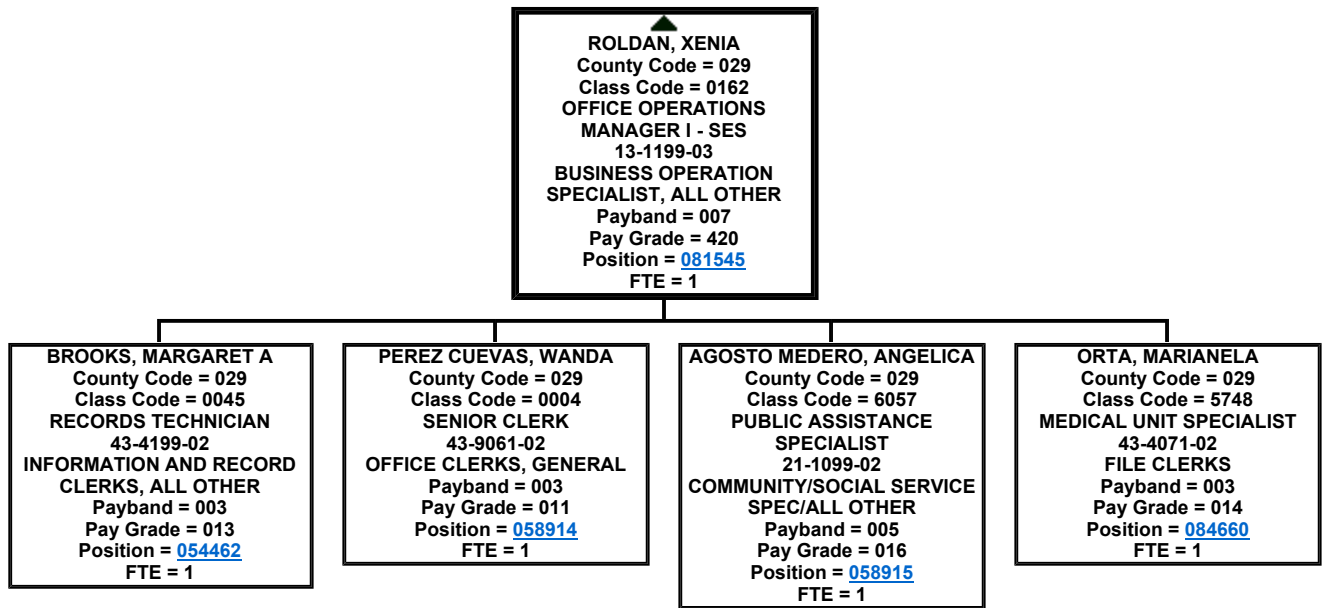 ROLDAN, XENIA
County Code = 029
Class Code = 0162
OFFICE OPERATIONS
MANAGER I - SES
13-1199-03
BUSINESS OPERATION
SPECIALIST, ALL OTHER
Payband = 007
Pay Grade = 420
Position = 081545
FTE = 1
BROOKS, MARGARET A
County Code = 029
Class Code = 0045
RECORDS TECHNICIAN
43-4199-02
INFORMATION AND RECORD
CLERKS, ALL OTHER
Payband = 003
Pay Grade = 013
Position = 054462
FTE = 1
PEREZ CUEVAS, WANDA
County Code = 029
Class Code = 0004
SENIOR CLERK
43-9061-02
OFFICE CLERKS, GENERAL
Payband = 003
Pay Grade = 011
Position = 058914
FTE = 1
AGOSTO MEDERO, ANGELICA
County Code = 029
Class Code = 6057
PUBLIC ASSISTANCE
SPECIALIST
21-1099-02
COMMUNITY/SOCIAL SERVICE
SPEC/ALL OTHER
Payband = 005
Pay Grade = 016
Position = 058915
FTE = 1
ORTA, MARIANELA
County Code = 029
Class Code = 5748
MEDICAL UNIT SPECIALIST
43-4071-02
FILE CLERKS
Payband = 003
Pay Grade = 014
Position = 084660
FTE = 1